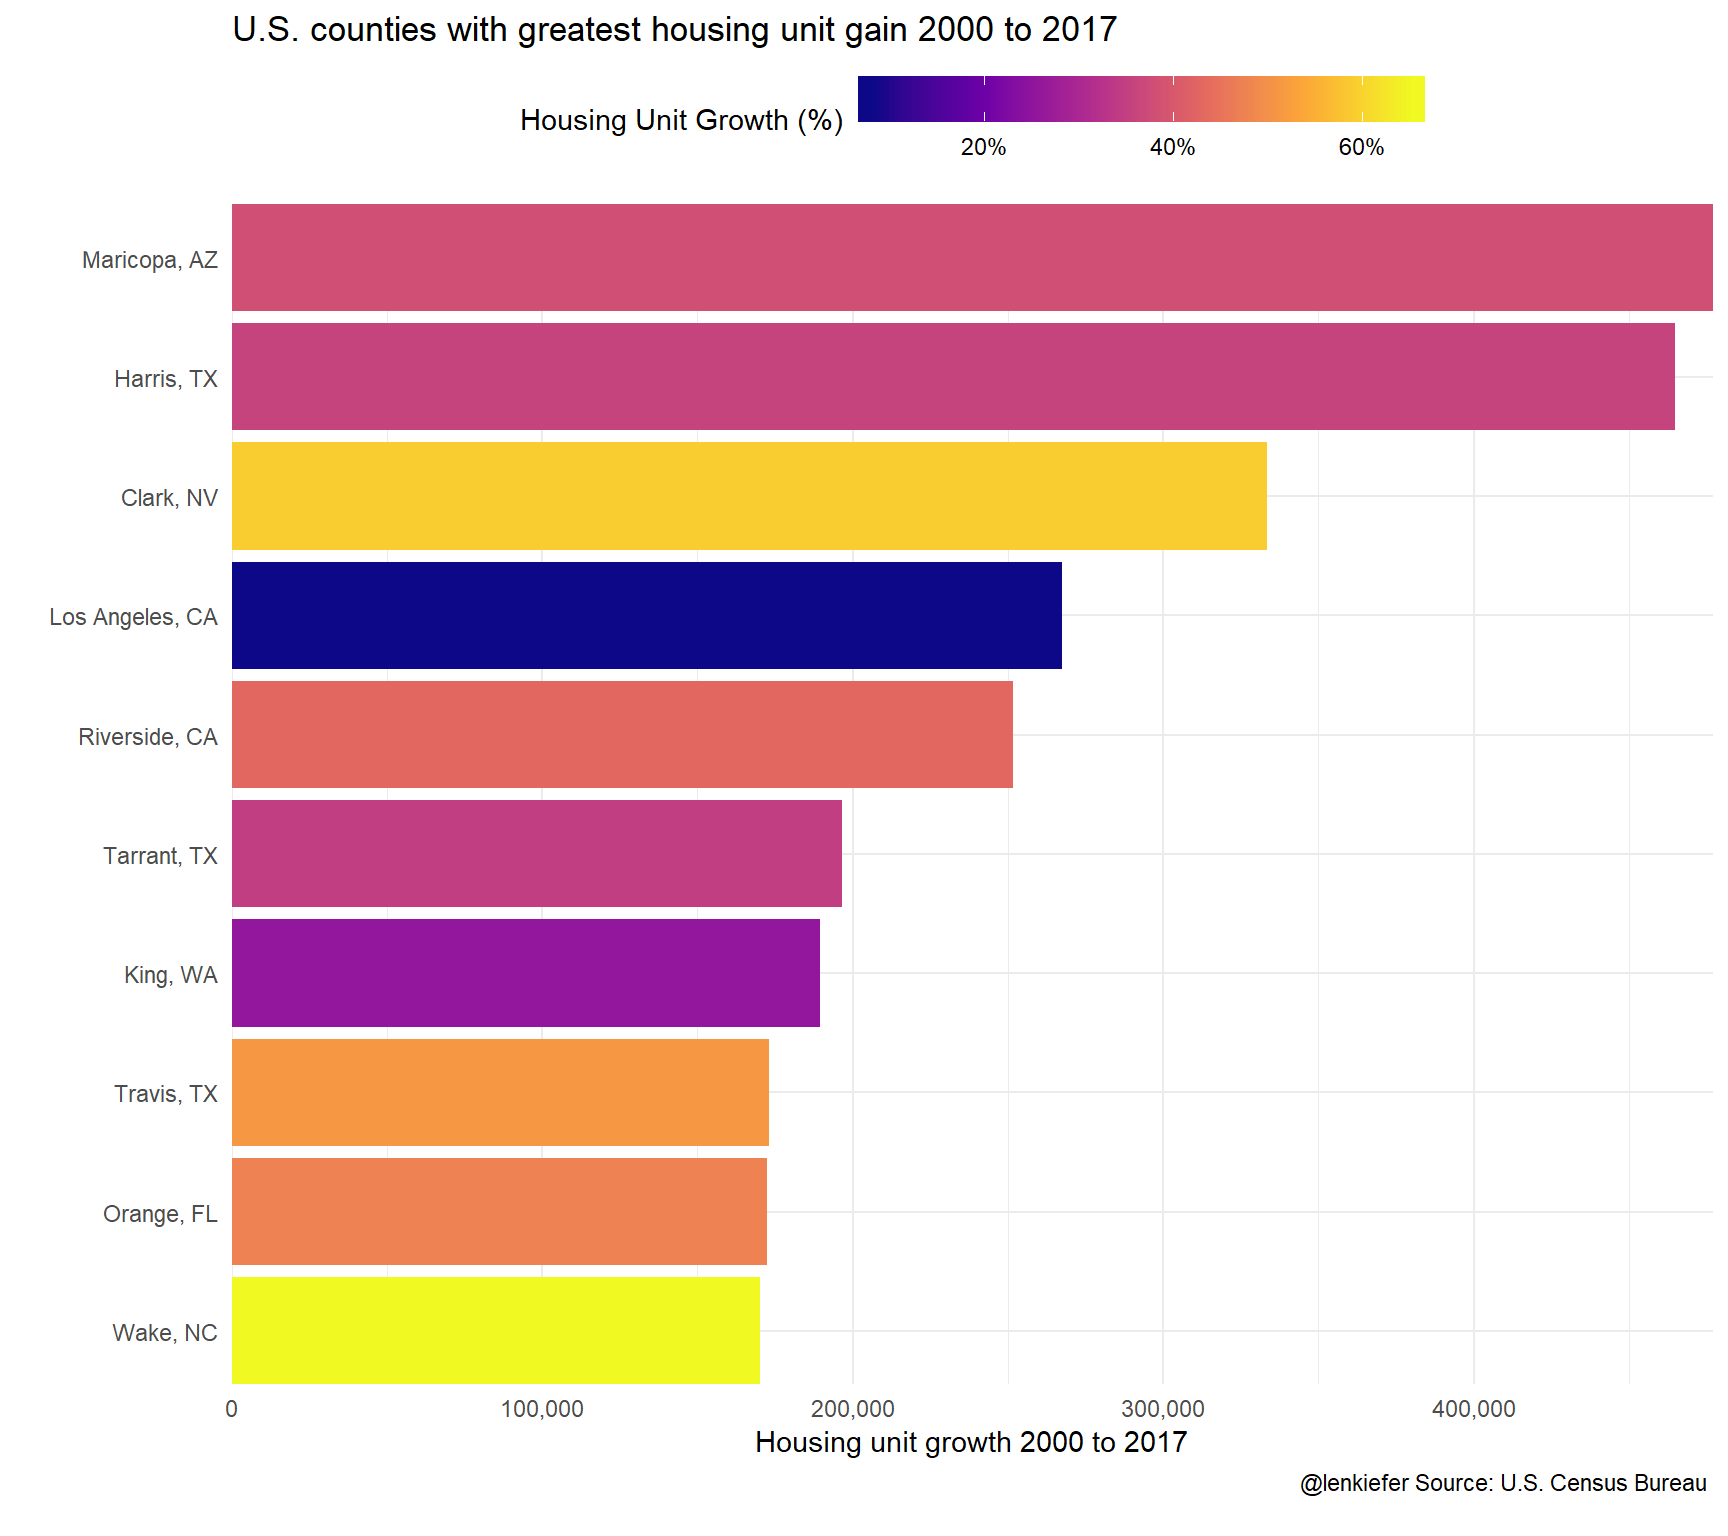 U.S. counties with greatest housing unit gain 2000 to 2017
Housing Unit Growth (%)
20% 40% 60%
Maricopa, AZ
Harris, TX
Clark, NV
Los Angeles, CA
Riverside, CA
Tarrant, TX
King, WA
Travis, TX
Orange, FL
Wake, NC
0 100,000 200,000 300,000 400,000
Housing unit growth 2000 to 2017
@lenkiefer Source: U.S. Census Bureau